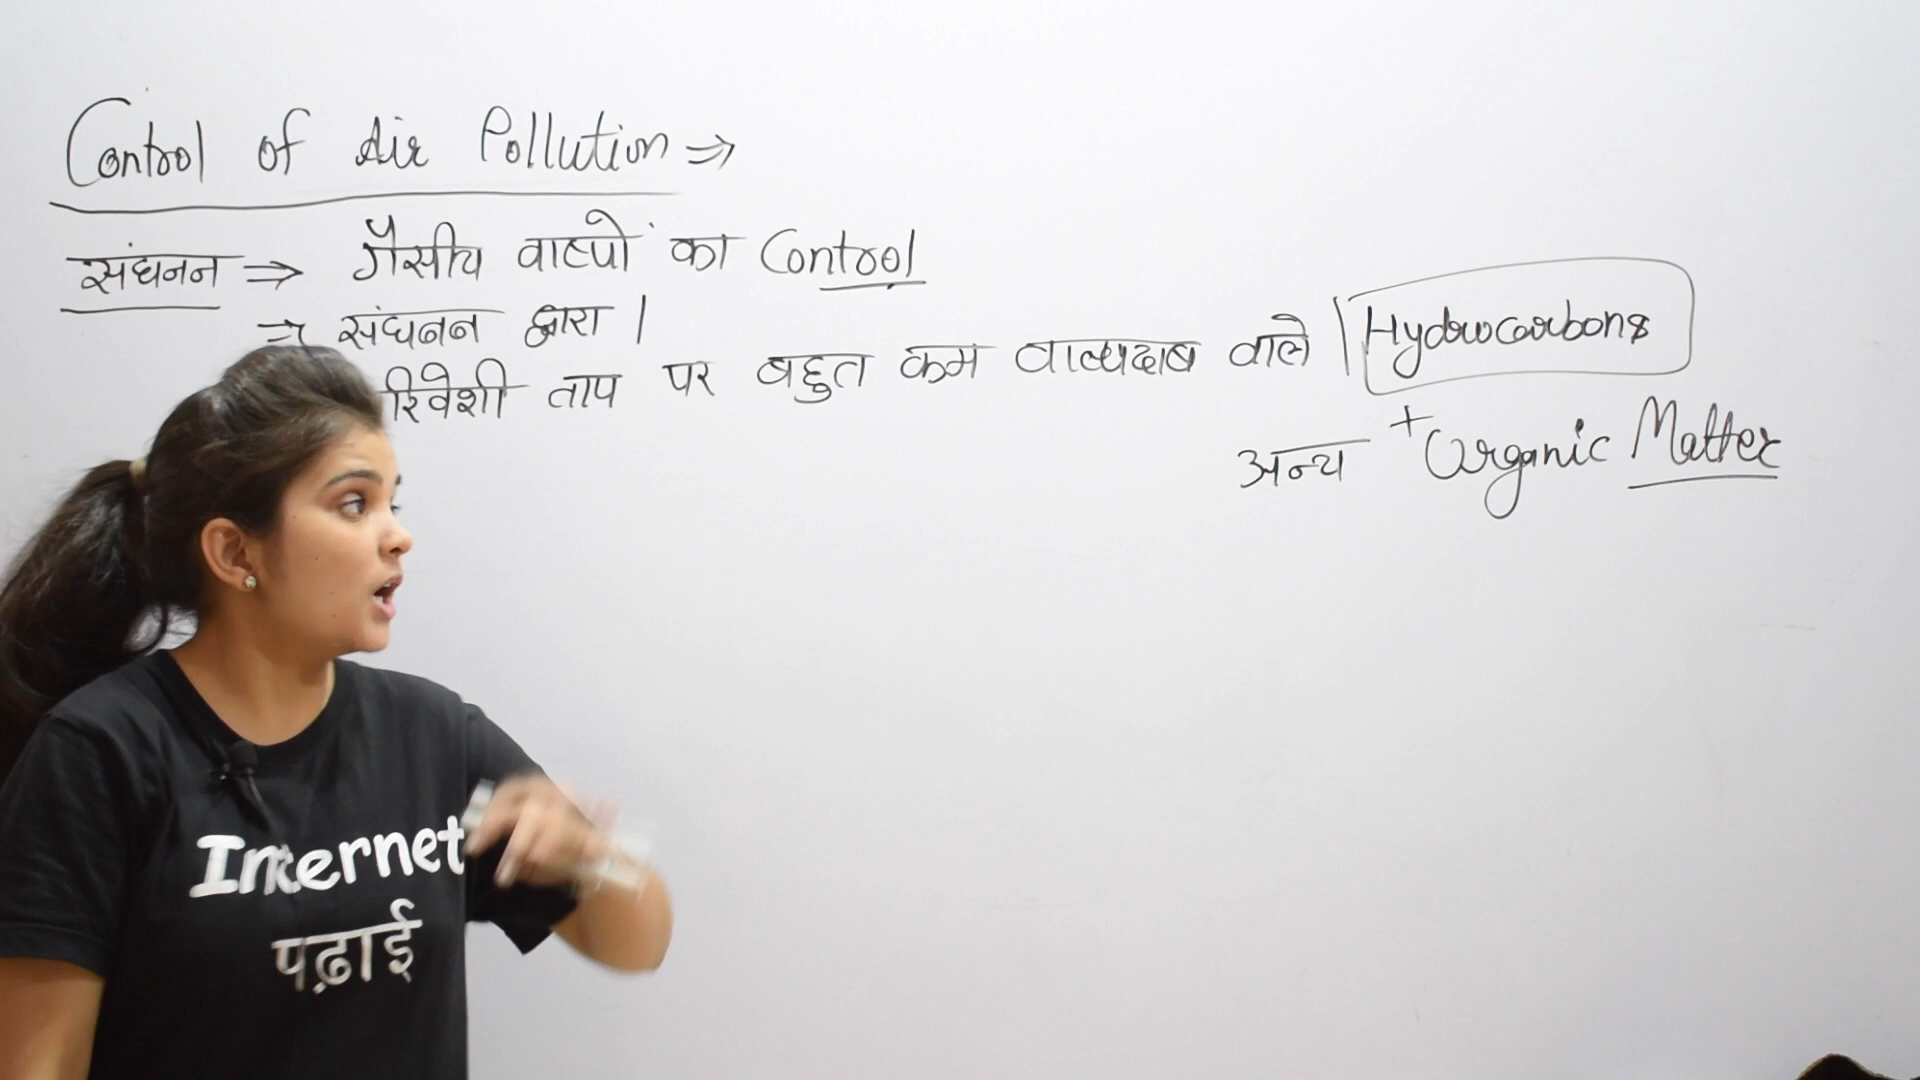 Control of Air Pollution ⇒
संघनन ⇒ गैसीय वाष्पों का Control
⇒ संघनन द्वारा |
रिवेशी ताप पर बहुत कम वाष्पदाब वाले | Hydrocarbons
अन्य + Organic Matter
Internet
पढ़ाई